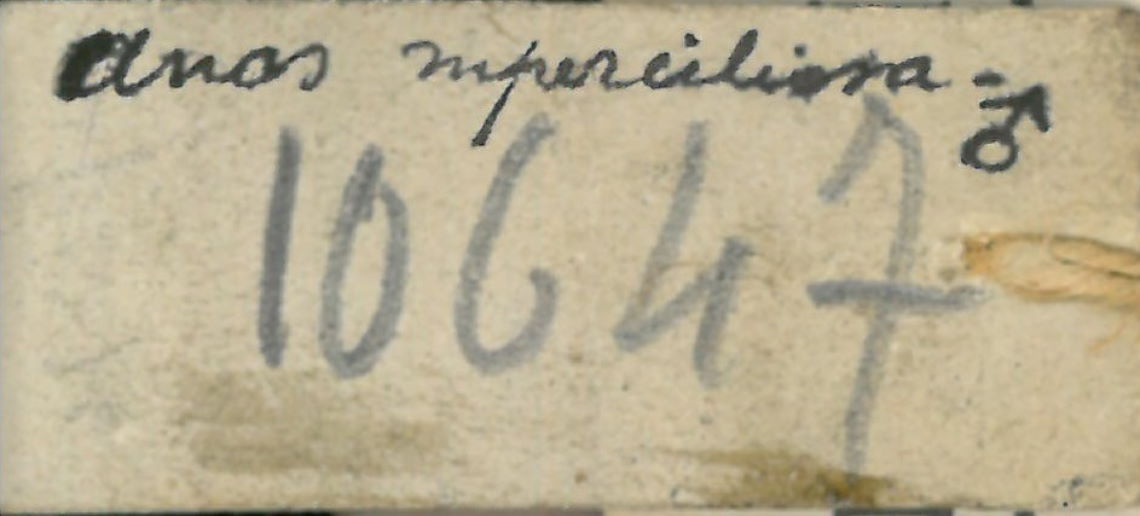 Anas superciliosa - ♂
10647